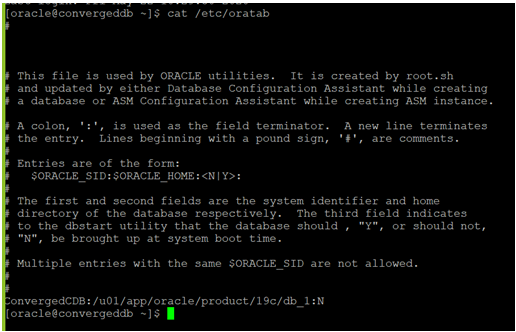 [oracle@convergeddb ~]$ cat /etc/oratab
#
# This file is used by ORACLE utilities.  It is created by root.sh
# and updated by either Database Configuration Assistant while creating
# a database or ASM Configuration Assistant while creating ASM instance.
# A colon, ':', is used as the field terminator.  A new line terminates
# the entry.  Lines beginning with a pound sign, '#', are comments.
#
# Entries are of the form:
#   $ORACLE_SID:$ORACLE_HOME:<N|Y>:
#
# The first and second fields are the system identifier and home
# directory of the database respectively.  The third field indicates
# to the dbstart utility that the database should , "Y", or should not,
# "N", be brought up at system boot time.
#
# Multiple entries with the same $ORACLE_SID are not allowed.
#
#
ConvergedCDB:/u01/app/oracle/product/19c/db_1:N
[oracle@convergeddb ~]$